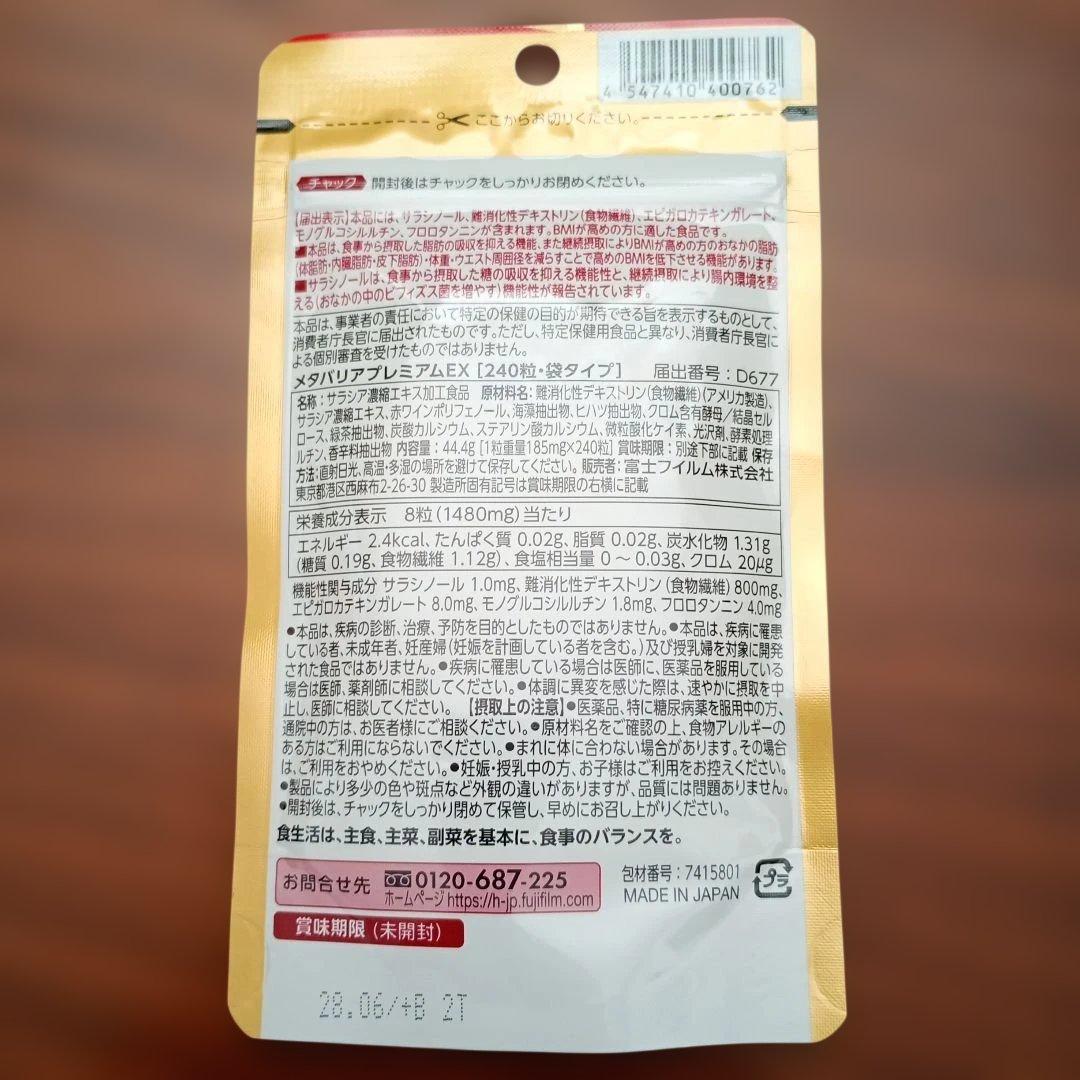 4 547410 400762
ここからお切りください。
チャック 開封後はチャックをしっかりお閉めください。
【届出表示】本品には、サラシノール、難消化性デキストリン(食物繊維)、エピガロカテキンガレート、
モノグルコシルルチン、フロロタンニンが含まれます。BMIが高めの方に適した食品です。
■本品は、食事から摂取した脂肪の吸収を抑える機能、また継続摂取によりBMIが高めの方のおなかの脂肪
(体脂肪・内臓脂肪・皮下脂肪)・体重・ウエスト周囲径を減らすことで高めのBMIを低下させる機能があります。
■サラシノールは、食事から摂取した糖の吸収を抑える機能性と、継続摂取により腸内環境を整
える(おなかの中のビフィズス菌を増やす)機能性が報告されています。
本品は、事業者の責任において特定の保健の目的が期待できる旨を表示するものとして、
消費者庁長官に届出されたものです。ただし、特定保健用食品と異なり、消費者庁長官に
よる個別審査を受けたものではありません。
メタバリアプレミアムEX [240粒・袋タイプ] 届出番号:D677
名称:サラシア濃縮エキス加工食品 原材料名:難消化性デキストリン(食物繊維)(アメリカ製造)、
サラシア濃縮エキス、赤ワインポリフェノール、海藻抽出物、ヒハツ抽出物、クロム含有酵母/結晶セル
ロース、緑茶抽出物、炭酸カルシウム、ステアリン酸カルシウム、微粒酸化ケイ素、光沢剤、酵素処理
ルチン、香辛料抽出物 内容量:44.4g [1粒重量185mg×240粒] 賞味期限:別途下部に記載 保存
方法:直射日光、高温・多湿の場所を避けて保存してください。販売者:富士フイルム株式会社
東京都港区西麻布2-26-30 製造所固有記号は賞味期限の右横に記載
栄養成分表示 8粒(1480mg)当たり
エネルギー 2.4kcal、たんぱく質 0.02g、脂質 0.02g、炭水化物 1.31g
(糖質 0.19g、食物繊維 1.12g)、食塩相当量 0～0.03g、クロム 20μg
機能性関与成分 サラシノール 1.0mg、難消化性デキストリン(食物繊維) 800mg、
エピガロカテキンガレート 8.0mg、モノグルコシルルチン 1.8mg、フロロタンニン 4.0mg
●本品は、疾病の診断、治療、予防を目的としたものではありません。●本品は、疾病に罹患
している者、未成年者、妊産婦(妊娠を計画している者を含む。)及び授乳婦を対象に開発
された食品ではありません。●疾病に罹患している場合は医師に、医薬品を服用している
場合は医師、薬剤師に相談してください。●体調に異変を感じた際は、速やかに摂取を中
止し、医師に相談してください。【摂取上の注意】●医薬品、特に糖尿病薬を服用中の方、
通院中の方は、お医者様にご相談ください。●原材料名をご確認の上、食物アレルギーの
ある方はご利用にならないでください。●まれに体に合わない場合があります。その場合
は、ご利用をおやめください。●妊娠・授乳中の方、お子様はご利用をお控えください。
●製品により多少の色や斑点など外観の違いがありますが、品質には問題ありません。
●開封後は、チャックをしっかり閉めて保管し、早めにお召し上がりください。
食生活は、主食、主菜、副菜を基本に、食事のバランスを。
お問合せ先 0120-687-225
ホームページ https://h-jp.fujifilm.com
包材番号:7415801
MADE IN JAPAN
プラ
賞味期限(未開封)
28.06/+B 2T